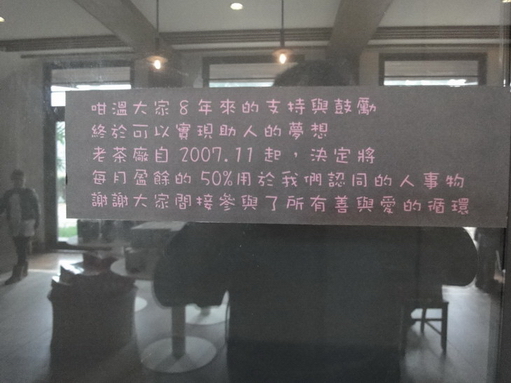 咁溫大家8年來的支持與鼓勵
終於可以實現助人的夢想
老茶廠自2007.11起，決定將
每月盈餘的50%用於我們認同的人事物
謝謝大家間接參與了所有善與愛的循環